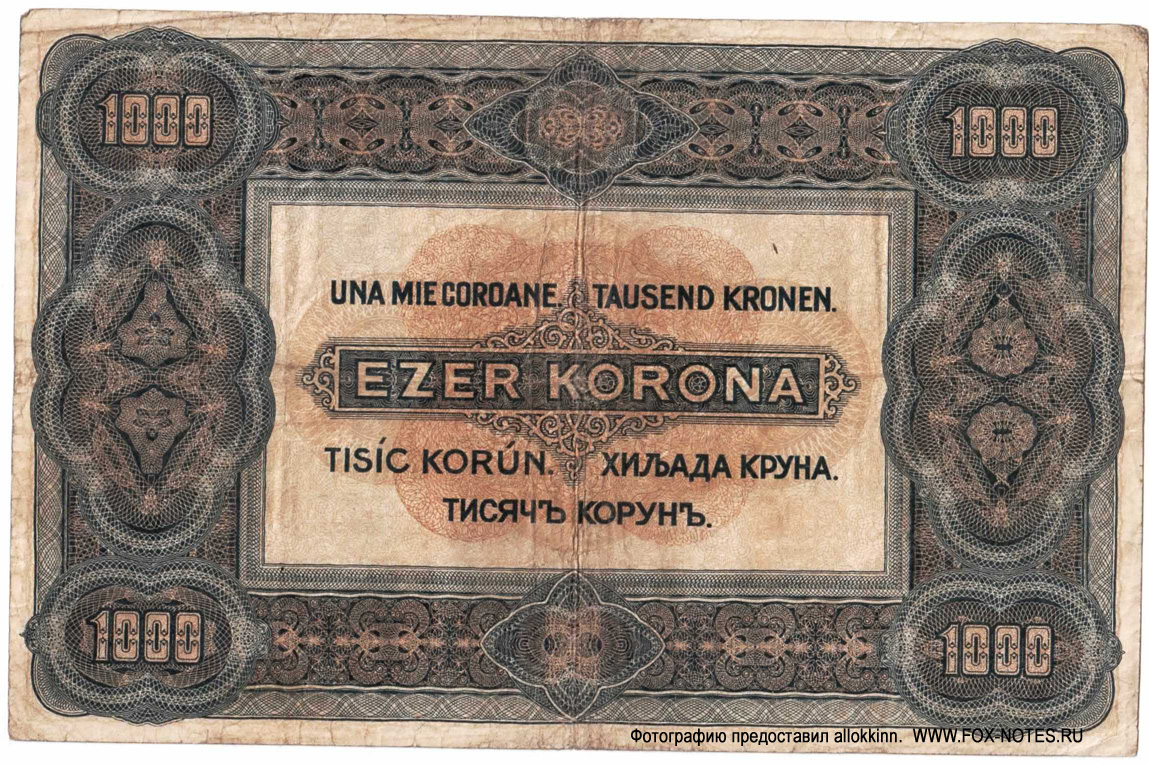 1000 1000
UNA MIE COROANE. TAUSEND KRONEN.
EZER KORONA
TISÍC KORÚN. ХИЉАДА КРУНА.
ТИСЯЧЪ КОРУНЪ.
1000 1000
Фотографию предоставил allokkinn. WWW.FOX-NOTES.RU